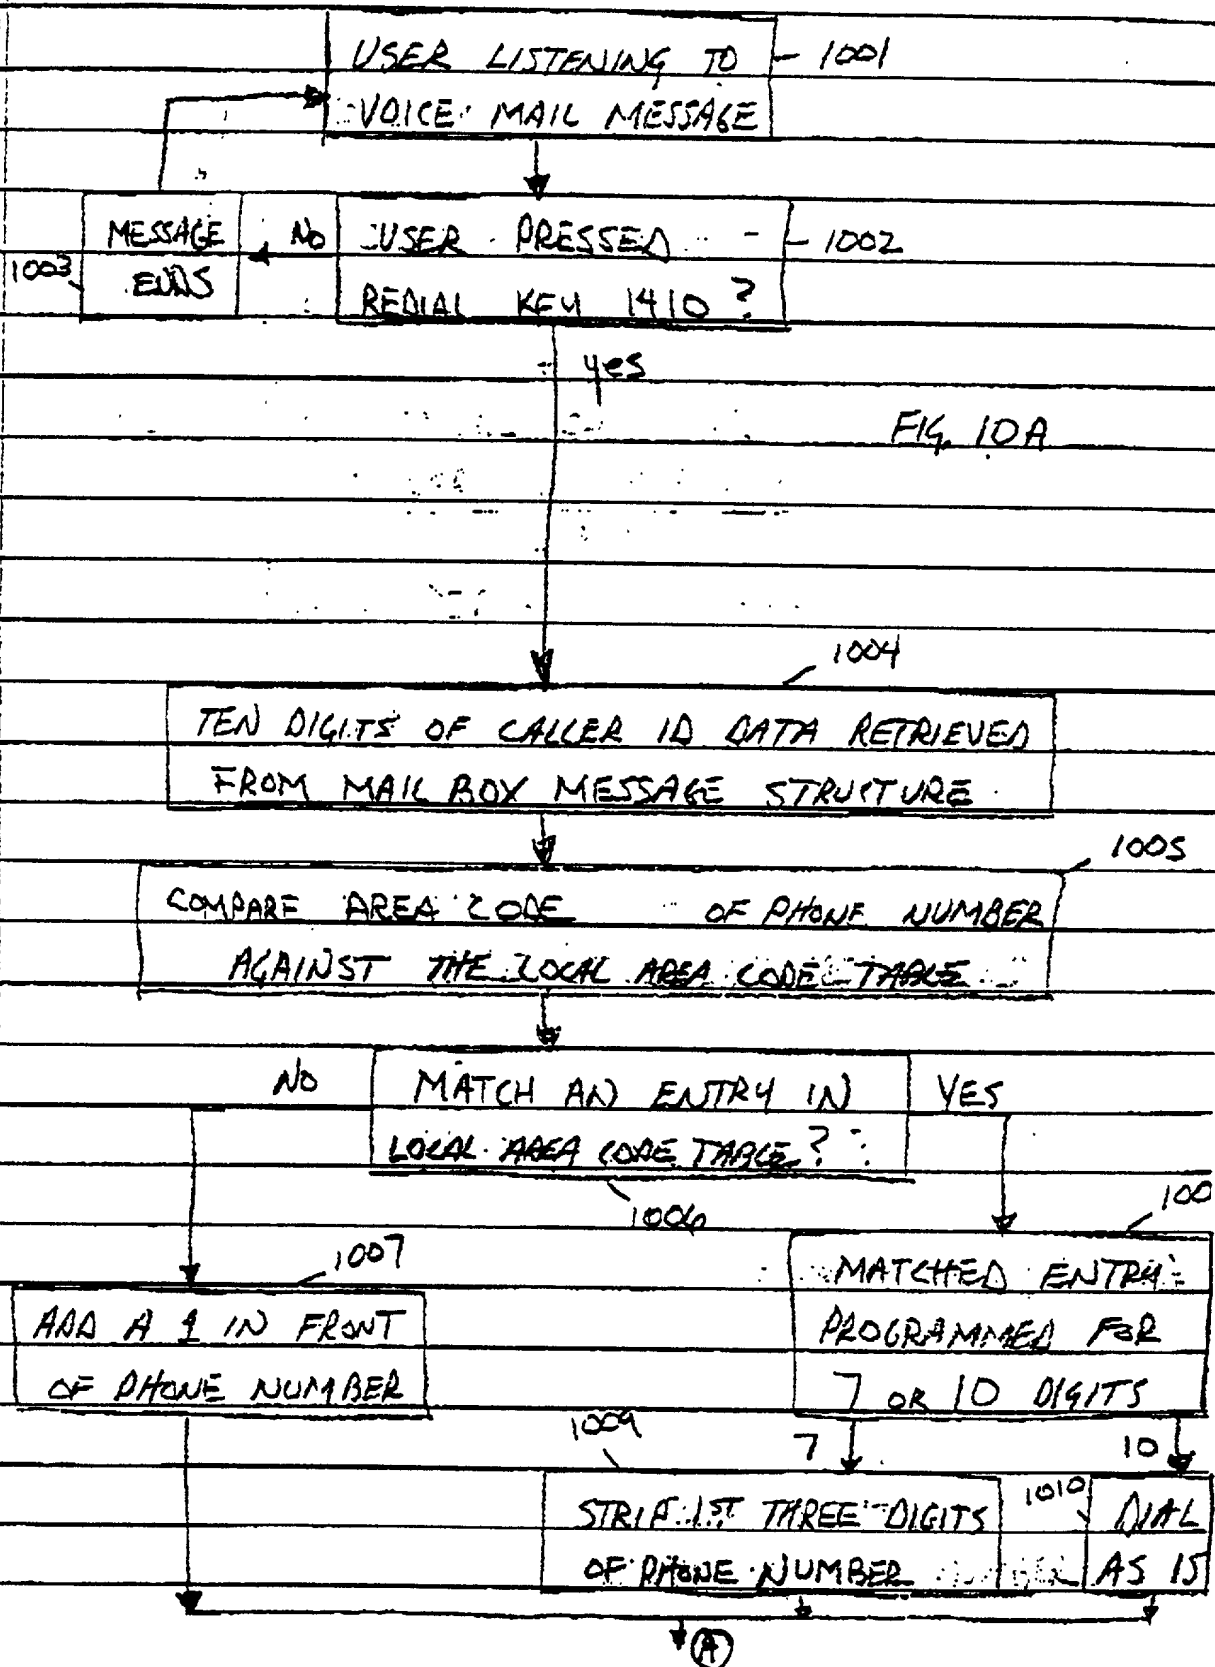 USER LISTENING TO
VOICE MAIL MESSAGE
1001
MESSAGE
ENDS
1003
NO
USER PRESSED
REDIAL KEY 1410 ?
1002
yes
FIG. 10A
1004
TEN DIGITS OF CALLER ID DATA RETRIEVED
FROM MAIL BOX MESSAGE STRUCTURE
1005
COMPARE AREA CODE OF PHONE NUMBER
AGAINST THE LOCAL AREA CODE TABLE
NO
MATCH AN ENTRY IN
LOCAL AREA CODE TABLE?
YES
1006
1007
ADD A 1 IN FRONT
OF PHONE NUMBER
100
MATCHED ENTRY
PROGRAMMED FOR
7 OR 10 DIGITS
7
10
1009
STRIP 1ST THREE DIGITS
OF PHONE NUMBER
1010
DIAL
AS IS
A